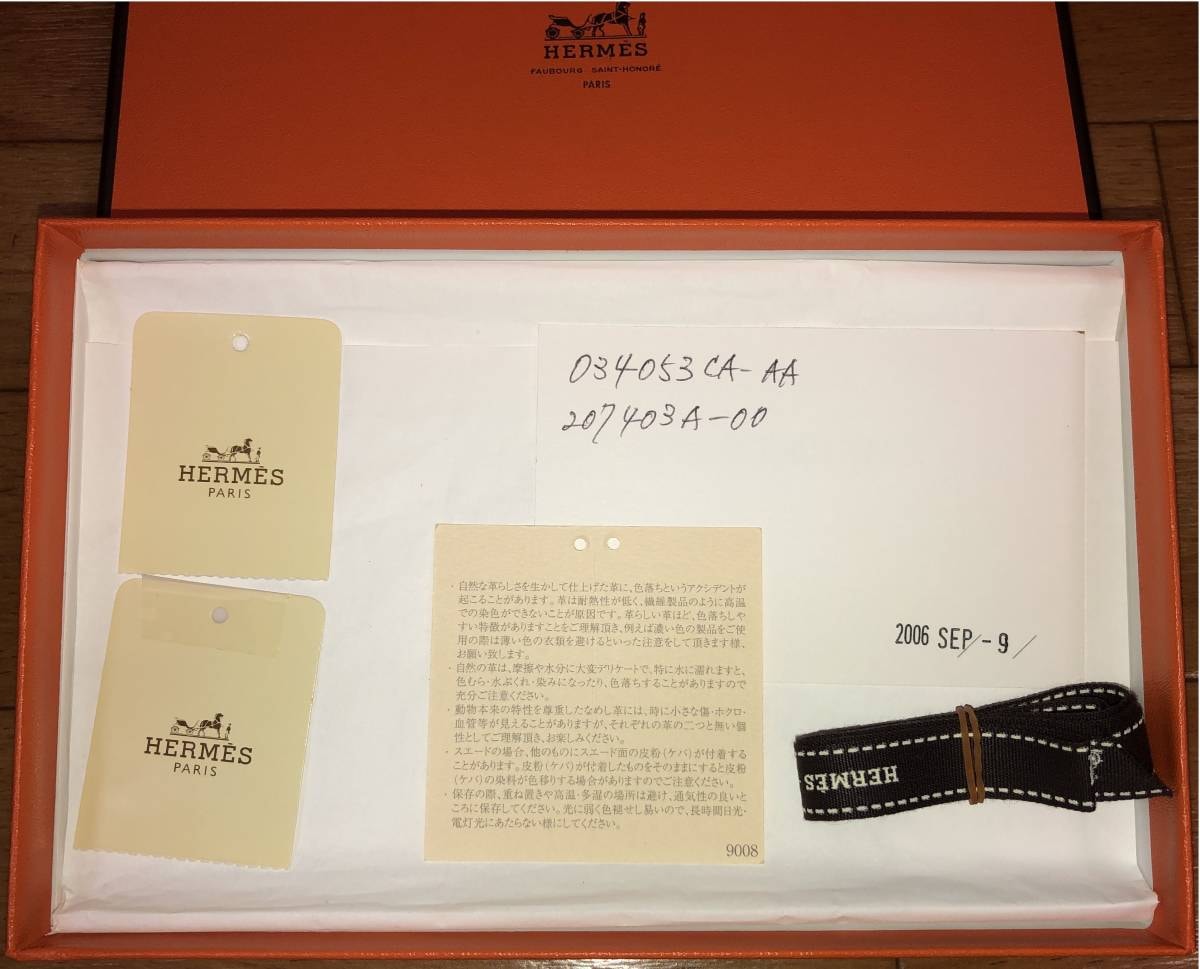 HERMÈS
FAUBOURG SAINT-HONORÉ
PARIS
034053CA-AA
207403A-00
HERMÈS
PARIS
HERMÈS
PARIS
・自然な革らしさを生かして仕上げた革に、色落ちというアクシデントが
起こることがあります。革は耐熱性が低く、繊維製品のように高温
での染色ができないことが原因です。革らしい革ほど、色落ちしや
すい特徴がありますことをご理解頂き、例えば濃い色の製品をご使
用の際は薄い色の衣類を避けるといった注意をして頂きます様、
お願い致します。
・自然の革は、摩擦や水分に大変デリケートで、特に水に濡れますと、
色むら・水ぶくれ・染みになったり、色落ちすることがありますので
充分ご注意ください。
・動物本来の特性を尊重したなめし革には、時に小さな傷・ホクロ・
血管等が見えることがありますが、それぞれの革の二つと無い個
性としてご理解頂き、お楽しみください。
・スエードの場合、他のものにスエード面の皮粉(ケバ)が付着する
ことがあります。皮粉(ケバ)が付着したものをそのままにすると皮粉
(ケバ)の染料が色移りする場合がありますのでご注意ください。
・保存の際、重ね置きや高温・多湿の場所は避け、通気性の良いと
ころに保存してください。光に弱く色褪せし易いので、長時間日光・
電灯光にあたらない様にしてください。
9008
2006 SEP - 9
HERMÈS